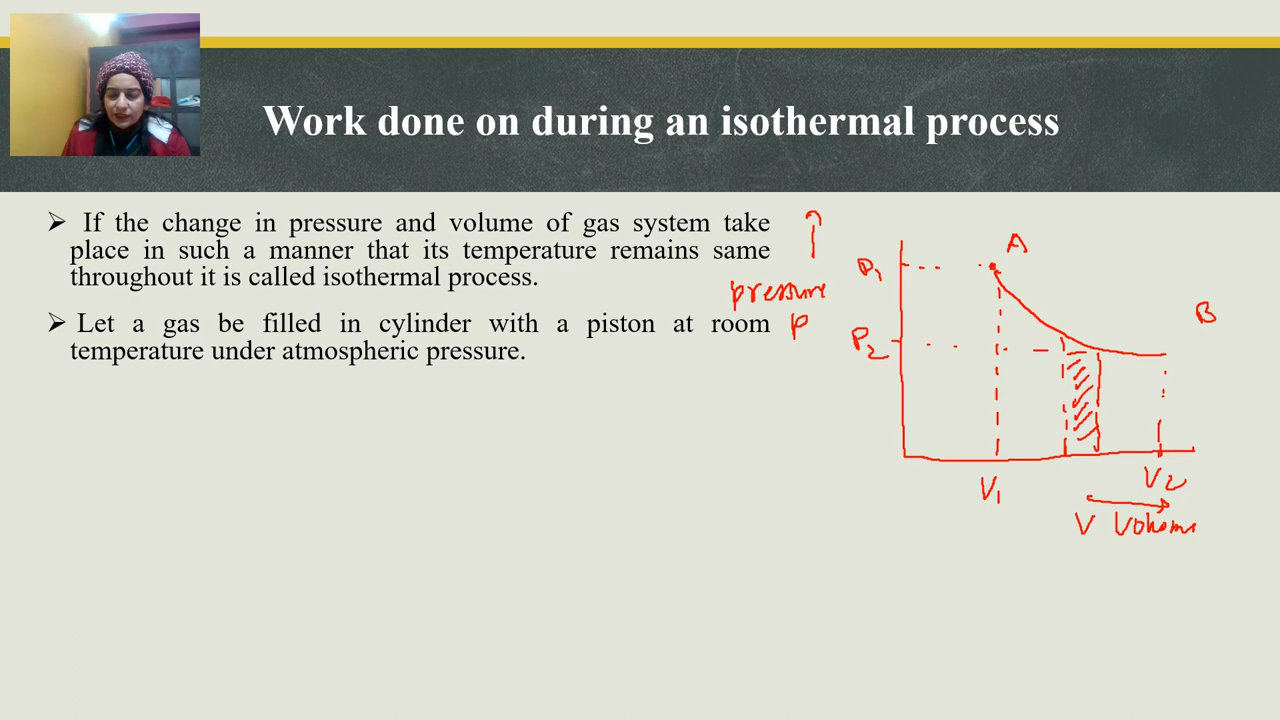 Work done on during an isothermal process
➢ If the change in pressure and volume of gas system take
place in such a manner that its temperature remains same
throughout it is called isothermal process.
➢ Let a gas be filled in cylinder with a piston at room
temperature under atmospheric pressure.
pressure
P
A
P1
B
P2
V1
V2
V Volume